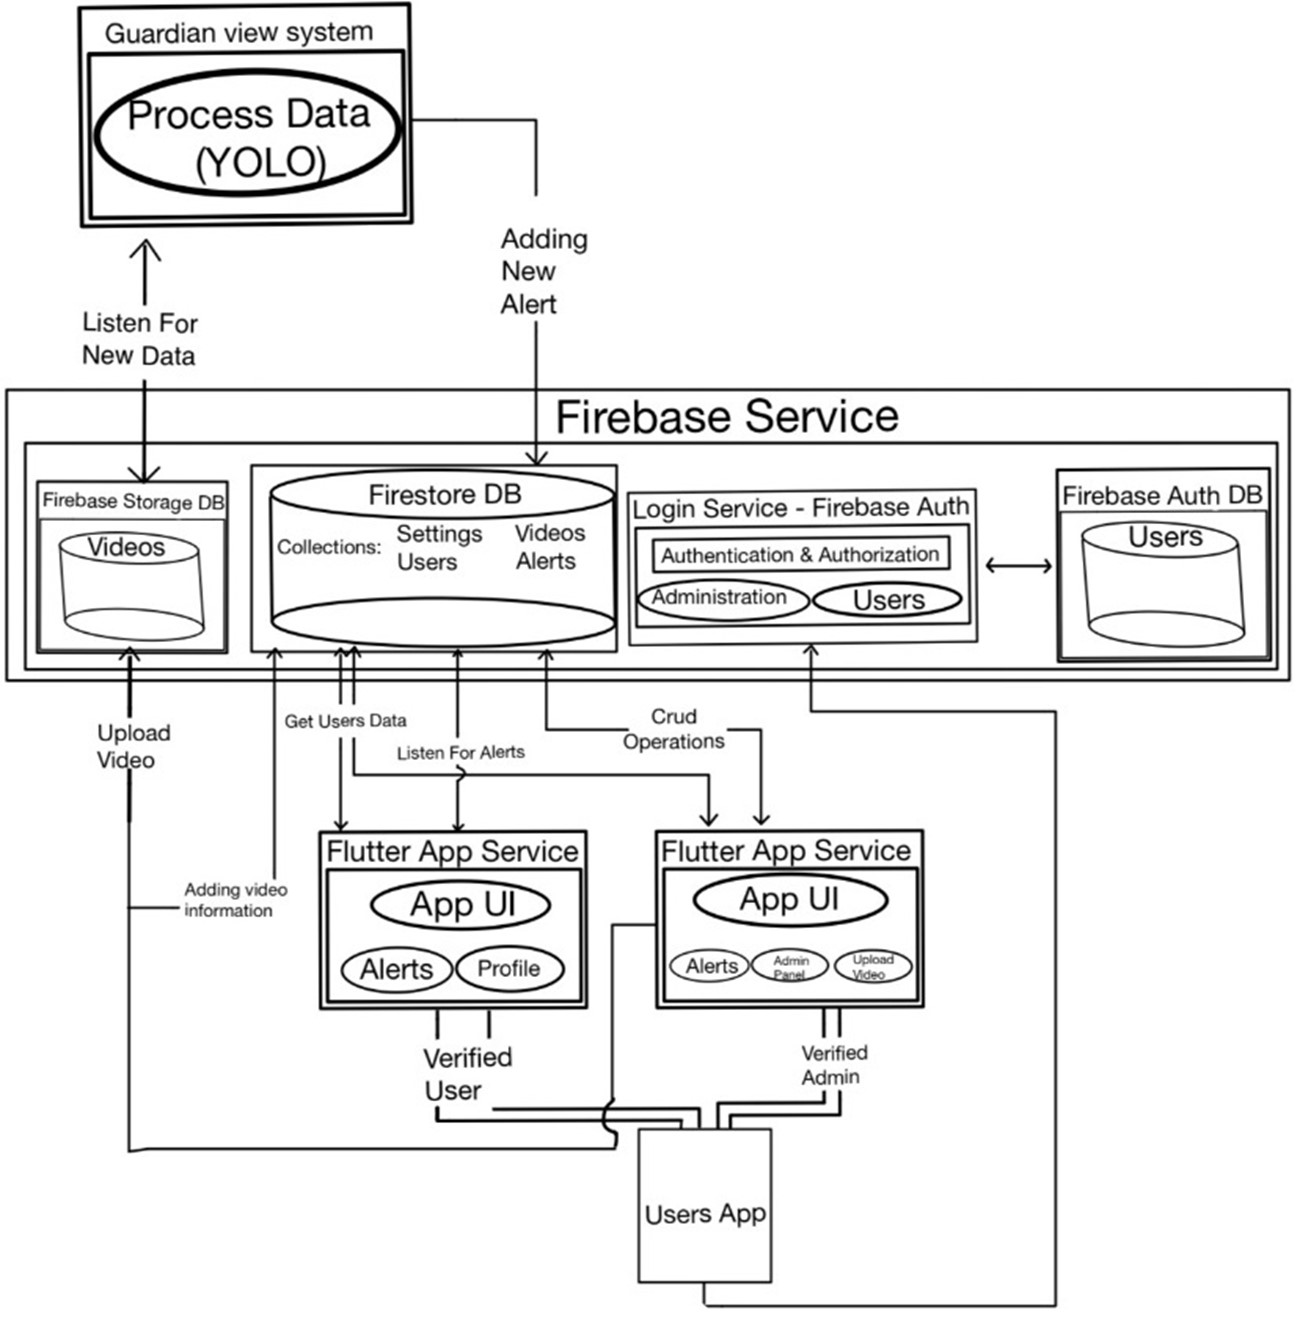 Guardian view system
Process Data
(YOLO)
Adding
New
Alert
Listen For
New Data
Firebase Service
Firebase Storage DB
Videos
Firestore DB
Collections:
Settings
Users
Videos
Alerts
Login Service - Firebase Auth
Authentication & Authorization
Administration
Users
Firebase Auth DB
Users
Upload
Video
Get Users Data
Listen For Alerts
Crud
Operations
Adding video
information
Flutter App Service
App UI
Alerts
Profile
Flutter App Service
App UI
Alerts
Admin
Panel
Upload
Video
Verified
User
Verified
Admin
Users App